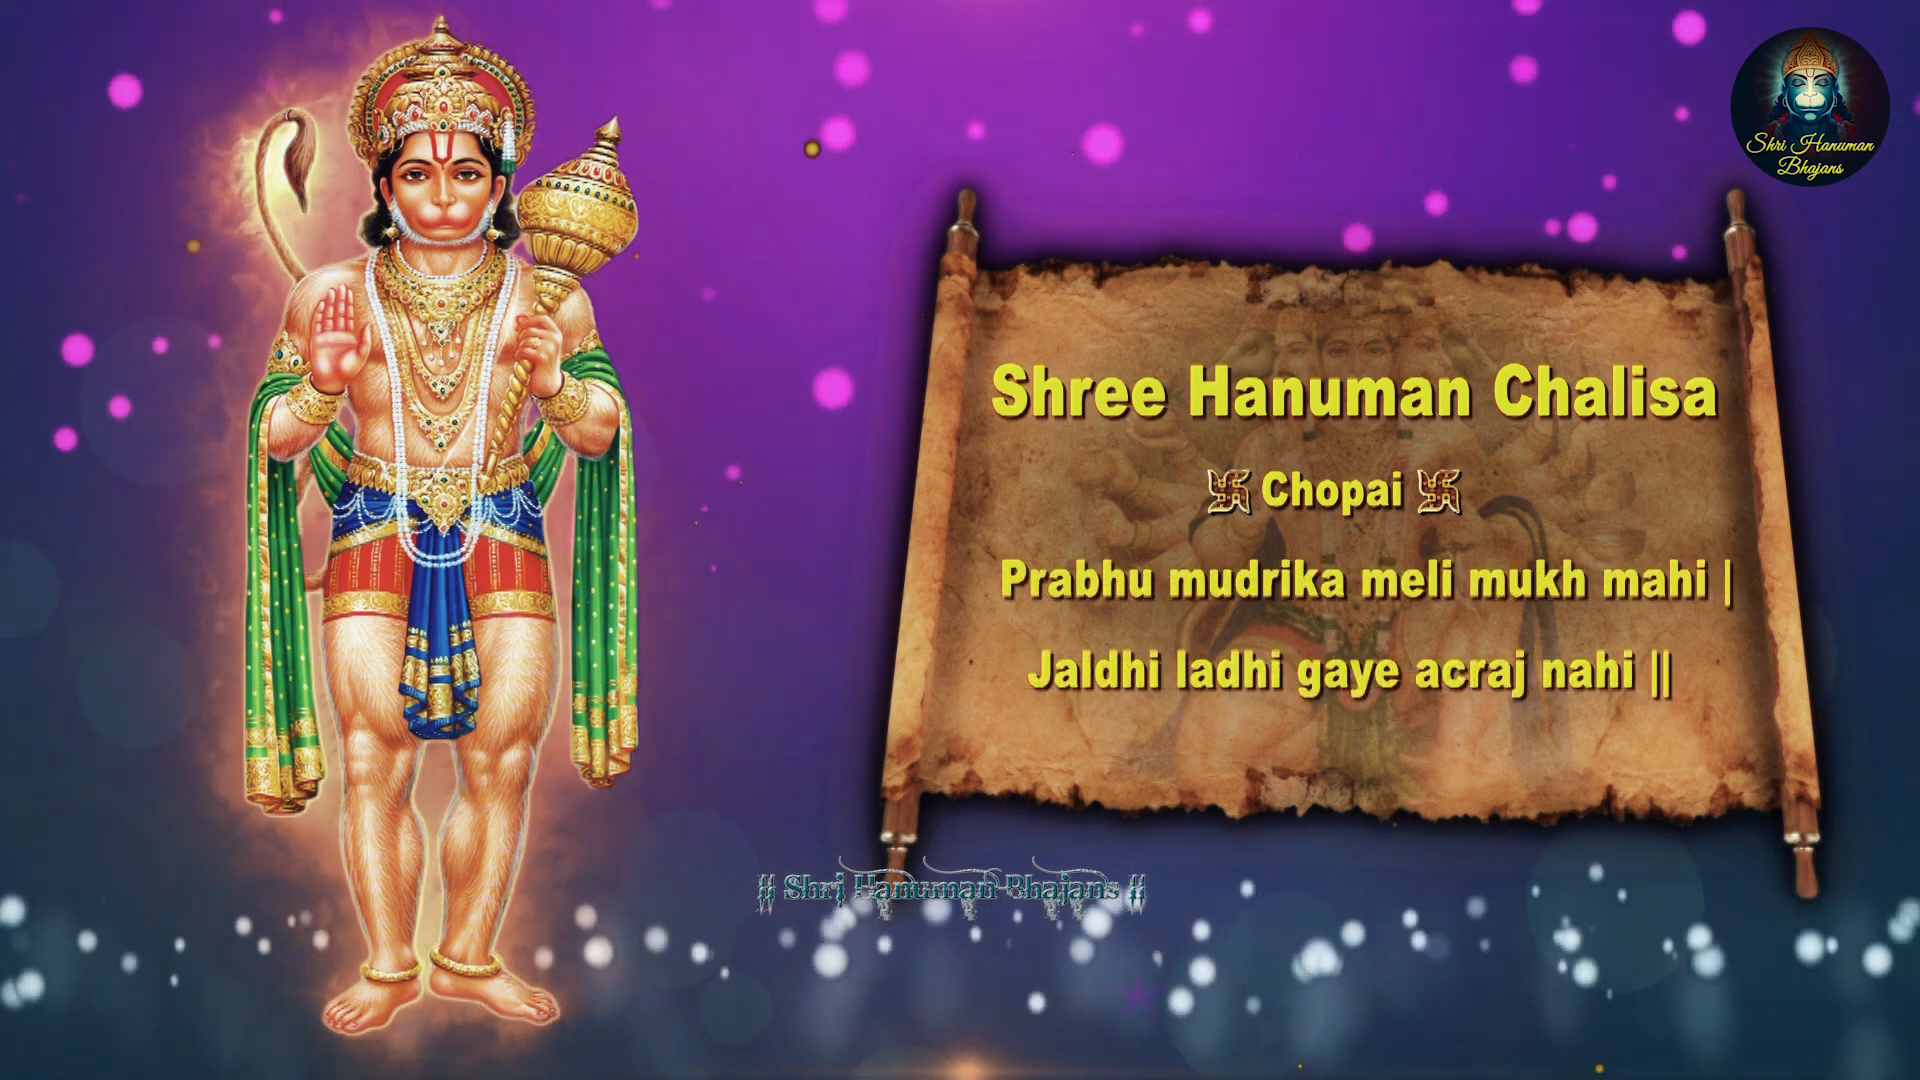 Shri Hanuman
Bhajans
Shree Hanuman Chalisa
卐 Chopai 卐
Prabhu mudrika meli mukh mahi |
Jaldhi ladhi gaye acraj nahi ||
|| Shri Hanuman Bhajans ||